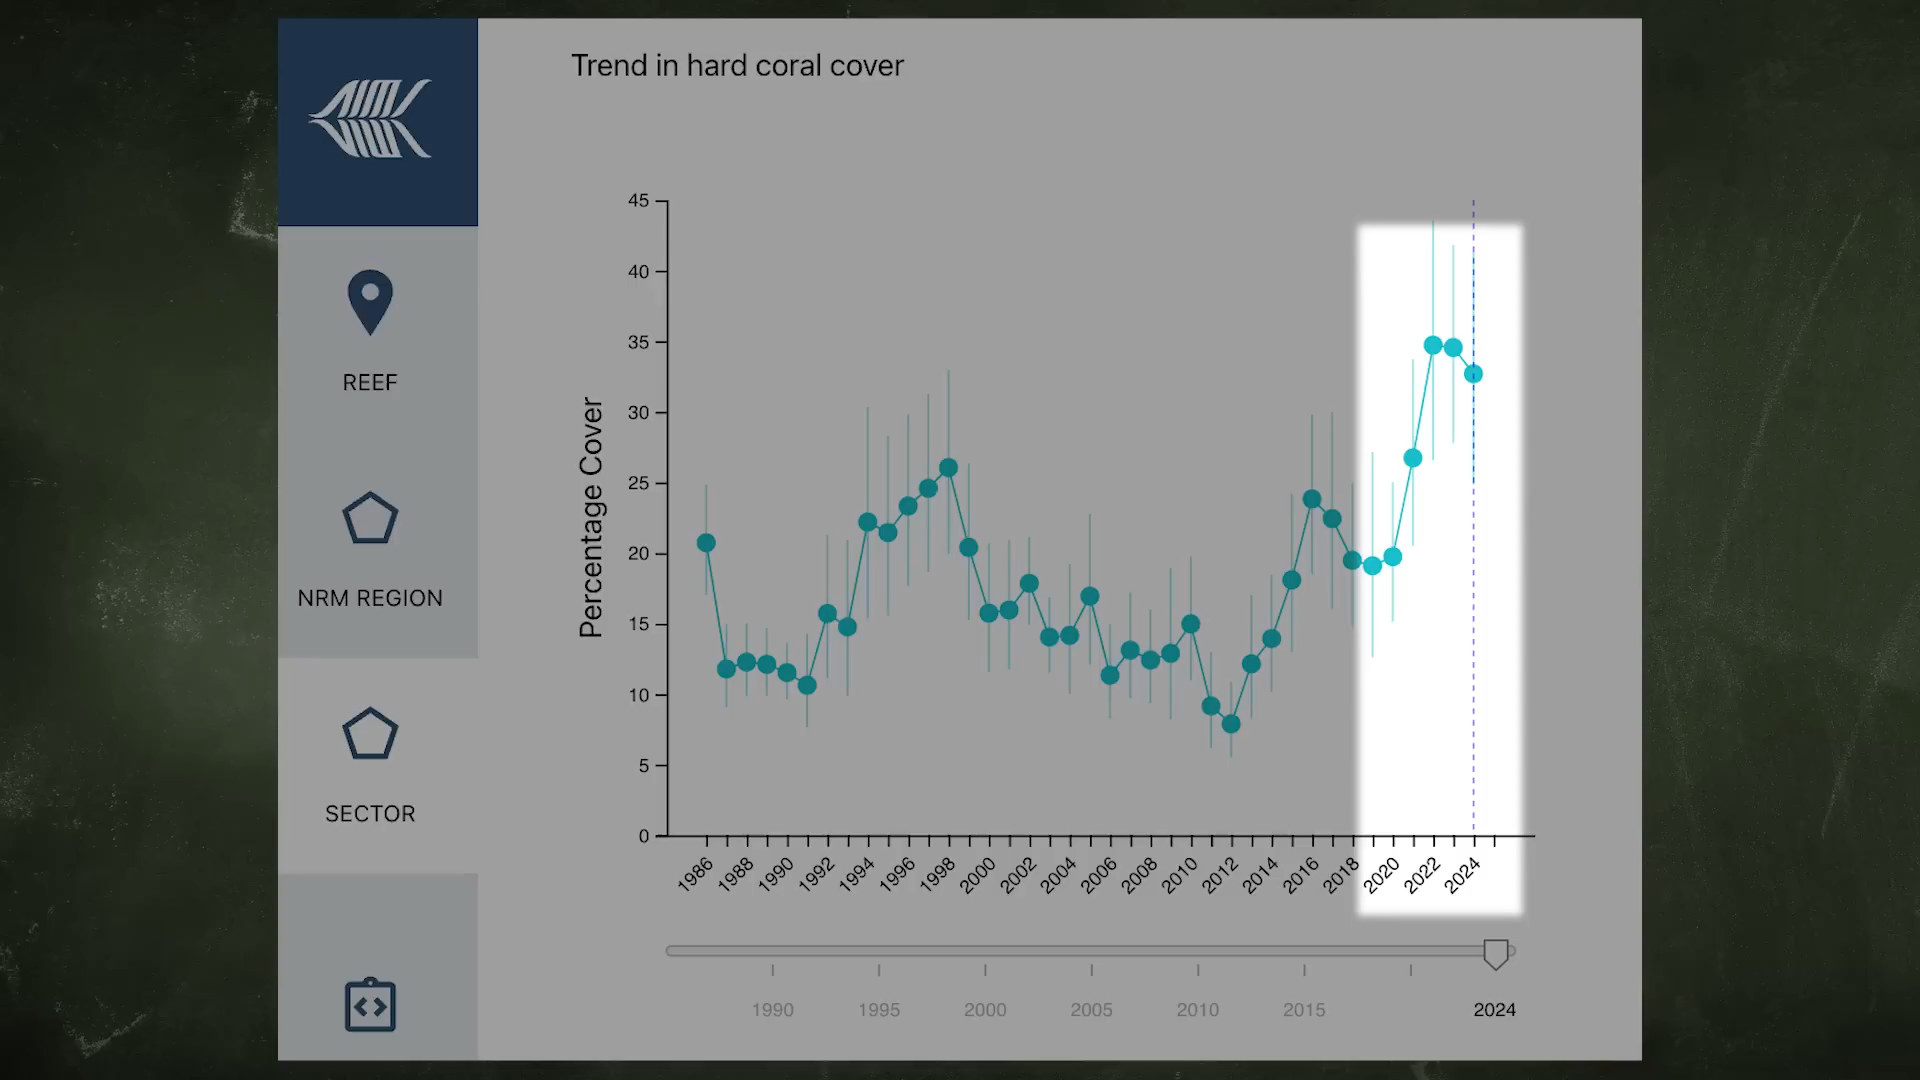 Trend in hard coral cover
REEF
NRM REGION
SECTOR
Percentage Cover
45
40
35
30
25
20
15
10
5
0
1986 1988 1990 1992 1994 1996 1998 2000 2002 2004 2006 2008 2010 2012 2014 2016 2018 2020 2022 2024
1990 1995 2000 2005 2010 2015 2024